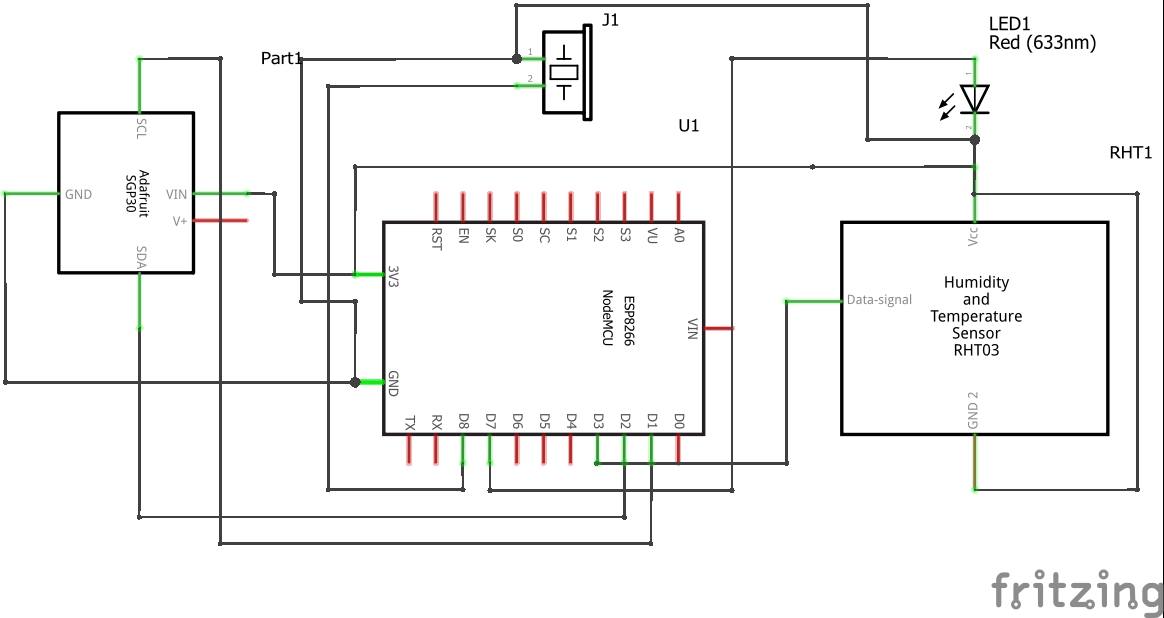 J1
LED1
Red (633nm)
Part1
1
2
1
2
U1
RHT1
SCL
GND
Adafruit
SGP30
VIN
V+
SDA
RST
EN
SK
S0
SC
S1
S2
S3
VU
A0
3V3
GND
ESP8266
NodeMCU
VIN
TX
RX
D8
D7
D6
D5
D4
D3
D2
D1
D0
Vcc
Data-signal
Humidity
and
Temperature
Sensor
RHT03
GND 2
fritzing